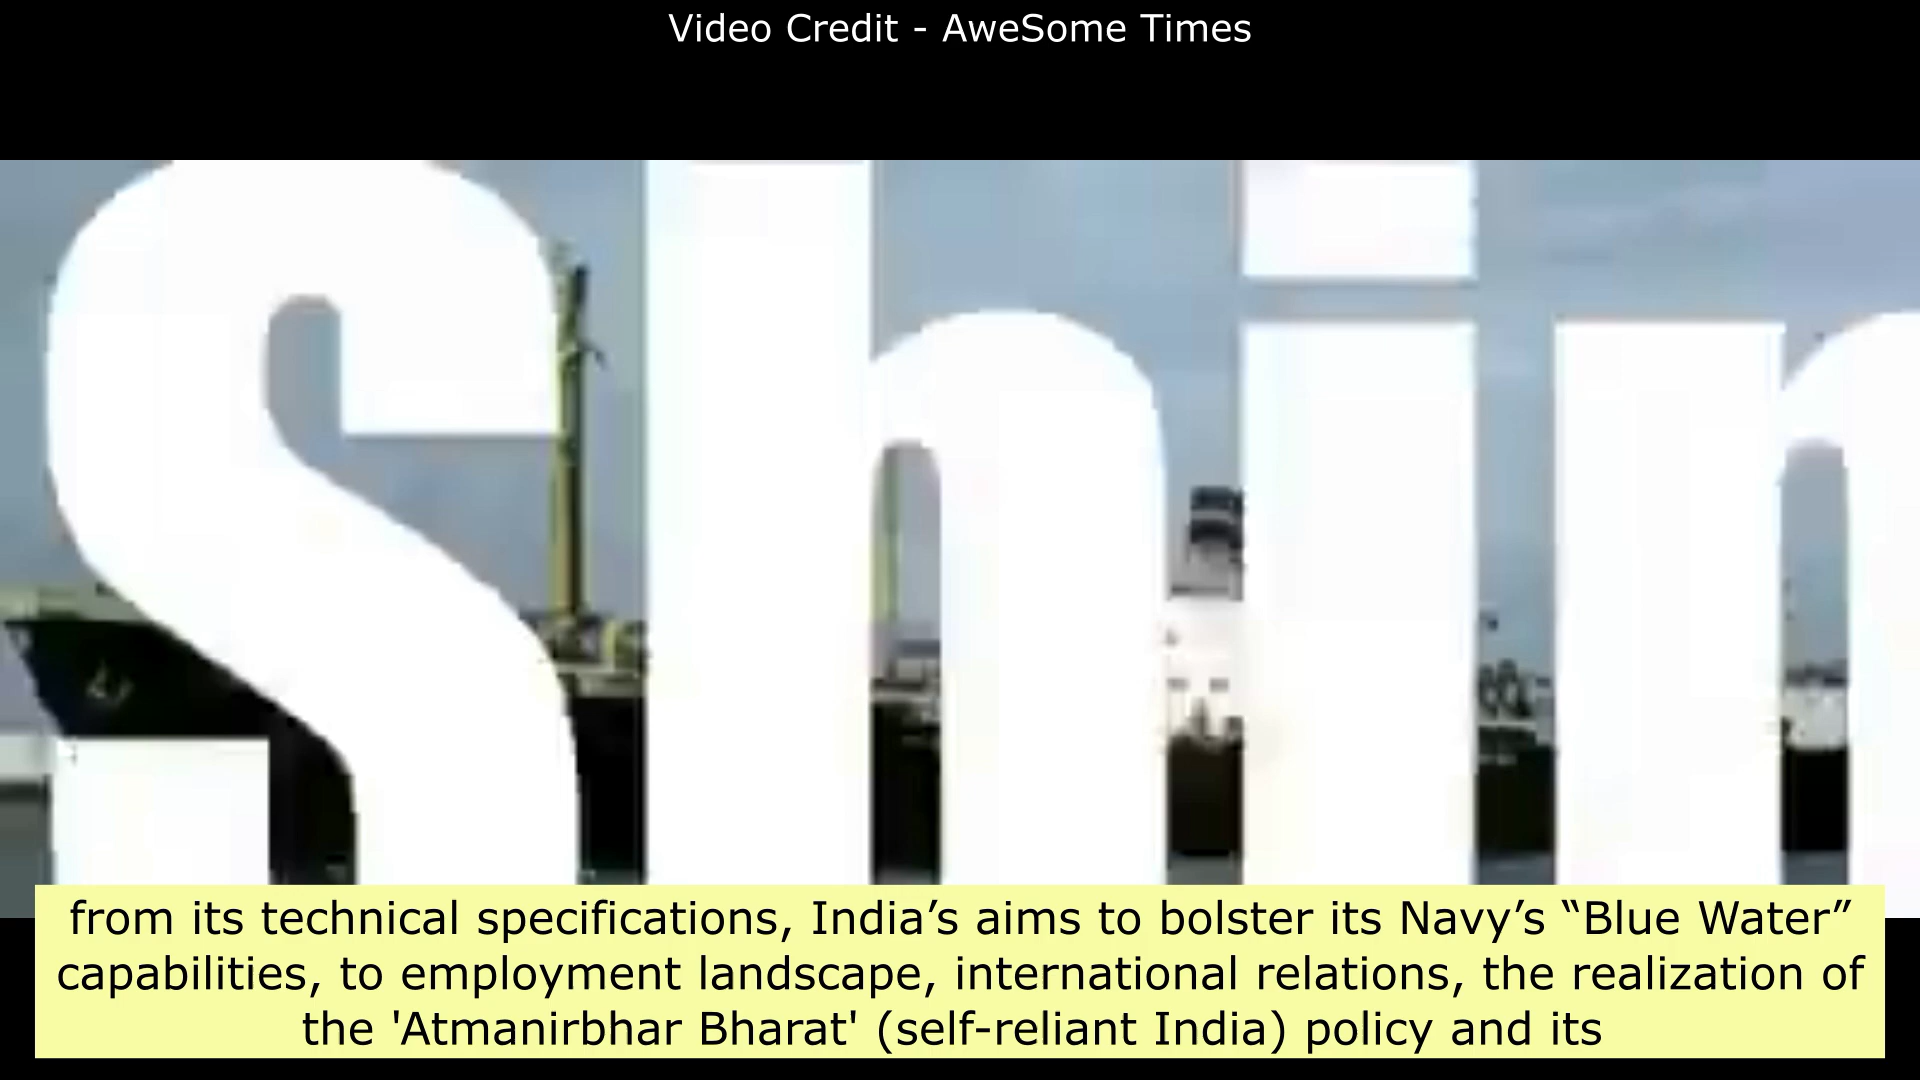 Video Credit - AweSome Times
Shin
from its technical specifications, India’s aims to bolster its Navy’s “Blue Water”
capabilities, to employment landscape, international relations, the realization of
the 'Atmanirbhar Bharat' (self-reliant India) policy and its